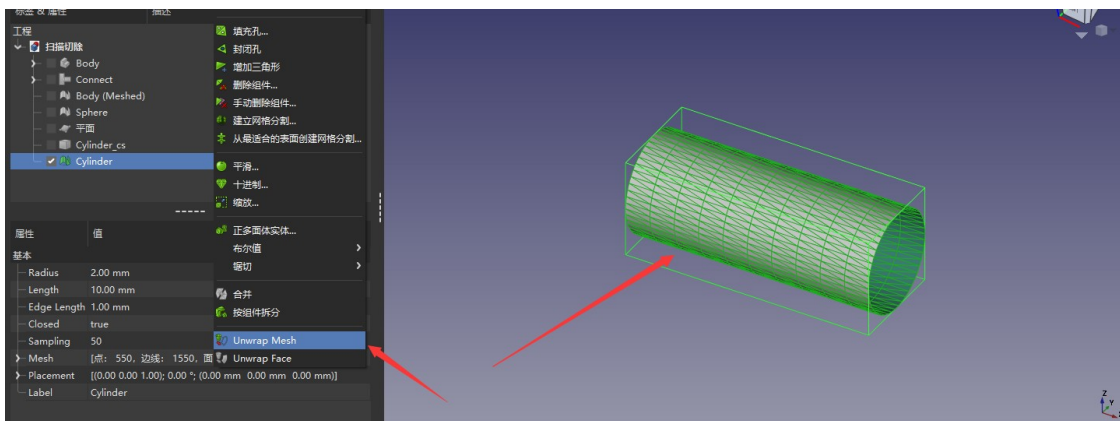 标签 & 属性 描述
工程
扫描切除
Body
Connect
Body (Meshed)
Sphere
平面
Cylinder_cs
Cylinder
属性 值
基本
Radius 2.00 mm
Length 10.00 mm
Edge Length 1.00 mm
Closed true
Sampling 50
Mesh [点: 550, 边线: 1550, 面
Placement [(0.00 0.00 1.00); 0.00 °; (0.00 mm 0.00 mm 0.00 mm)]
Label Cylinder
填充孔...
封闭孔
增加三角形
删除组件...
手动删除组件...
建立网格分割...
从最适合的表面创建网格分割...
平滑...
十进制...
缩放...
正多面体实体...
布尔值
锯切
合并
按组件拆分
Unwrap Mesh
Unwrap Face
Z
Y